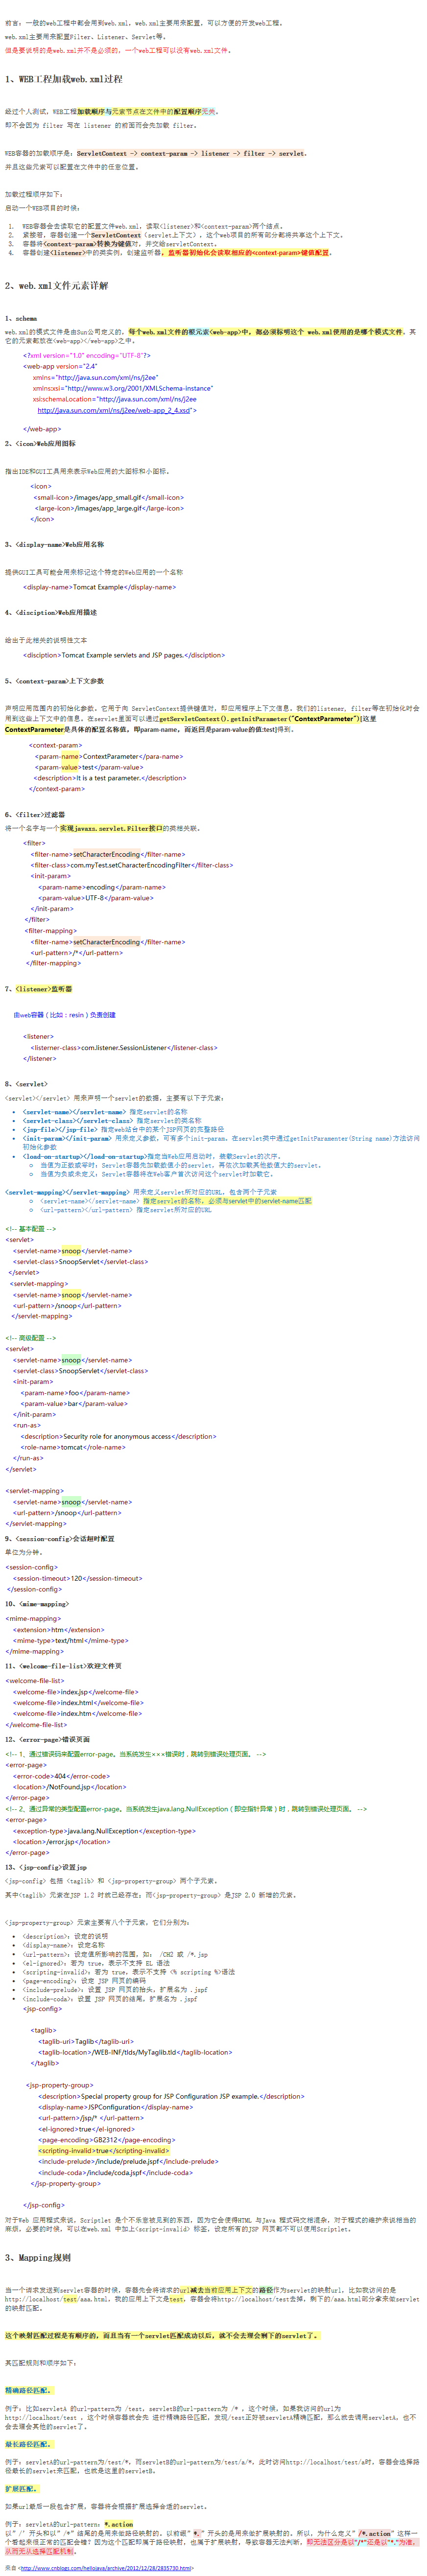 前言：一般的web工程中都会用到web.xml，web.xml主要用来配置，可以方便的开发web工程。
web.xml主要用来配置Filter、Listener、Servlet等。
但是要说明的是web.xml并不是必须的，一个web工程可以没有web.xml文件。
1、WEB工程加载web.xml过程
经过个人测试，WEB工程加载顺序与元素节点在文件中的配置顺序无关。
即不会因为 filter 写在 listener 的前面而会先加载 filter。
WEB容器的加载顺序是：ServletContext -> context-param -> listener -> filter -> servlet。
并且这些元素可以配置在文件中的任意位置。
加载过程顺序如下：
启动一个WEB项目的时候：
1. WEB容器会去读取它的配置文件web.xml，读取<listener>和<context-param>两个结点。
2. 紧接着，容器创建一个ServletContext（servlet上下文），这个web项目的所有部分都将共享这个上下文。
3. 容器将<context-param>转换为键值对，并交给servletContext。
4. 容器创建<listener>中的类实例，创建监听器。监听器初始化会读取相应的<context-param>键值配置。
2、web.xml文件元素详解
1、schema
web.xml的模式文件是由Sun公司定义的，每个web.xml文件的根元素<web-app>中，都必须标明这个 web.xml使用的是哪个模式文件。其
它的元素都放在<web-app></web-app>之中。
<?xml version="1.0" encoding="UTF-8"?>
<web-app version="2.4"
xmlns="http://java.sun.com/xml/ns/j2ee"
xmlns:xsi="http://www.w3.org/2001/XMLSchema-instance"
xsi:schemaLocation="http://java.sun.com/xml/ns/j2ee
http://java.sun.com/xml/ns/j2ee/web-app_2_4.xsd">
</web-app>
2、<icon>Web应用图标
指出IDE和GUI工具用来表示Web应用的大图标和小图标。
<icon>
<small-icon>/images/app_small.gif</small-icon>
<large-icon>/images/app_large.gif</large-icon>
</icon>
3、<display-name>Web应用名称
提供GUI工具可能会用来标记这个特定的Web应用的一个名称
<display-name>Tomcat Example</display-name>
4、<disciption>Web应用描述
给出于此相关的说明性文本
<disciption>Tomcat Example servlets and JSP pages.</disciption>
5、<context-param>上下文参数
声明应用范围内的初始化参数。它用于向 ServletContext提供键值对，即应用程序上下文信息。我们的listener, filter等在初始化时会
用到这些上下文中的信息。在servlet里面可以通过getServletContext().getInitParameter("ContextParameter")[这里
ContextParameter是具体的配置名称值，即param-name，而返回是param-value的值:test]得到。
<context-param>
<param-name>ContextParameter</para-name>
<param-value>test</param-value>
<description>It is a test parameter.</description>
</context-param>
6、<filter>过滤器
将一个名字与一个实现javaxs.servlet.Filter接口的类相关联。
<filter>
<filter-name>setCharacterEncoding</filter-name>
<filter-class>com.myTest.setCharacterEncodingFilter</filter-class>
<init-param>
<param-name>encoding</param-name>
<param-value>UTF-8</param-value>
</init-param>
</filter>
<filter-mapping>
<filter-name>setCharacterEncoding</filter-name>
<url-pattern>/*</url-pattern>
</filter-mapping>
7、<listener>监听器
由web容器（比如：resin）负责创建
<listener>
<listerner-class>com.listener.SessionListener</listener-class>
</listener>
8、<servlet>
<servlet></servlet> 用来声明一个servlet的数据，主要有以下子元素：
• <servlet-name></servlet-name> 指定servlet的名称
• <servlet-class></servlet-class> 指定servlet的类名称
• <jsp-file></jsp-file> 指定web站台中的某个JSP网页的完整路径
• <init-param></init-param> 用来定义参数，可有多个init-param。在servlet类中通过getInitParamenter(String name)方法访问
初始化参数
• <load-on-startup></load-on-startup>指定当Web应用启动时，装载Servlet的次序。
○ 当值为正数或零时：Servlet容器先加载数值小的servlet，再依次加载其他数值大的servlet。
○ 当值为负或未定义：Servlet容器将在Web客户首次访问这个servlet时加载它。
<servlet-mapping></servlet-mapping> 用来定义servlet所对应的URL，包含两个子元素
○ <servlet-name></servlet-name> 指定servlet的名称，必须与servlet中的servlet-name匹配
○ <url-pattern></url-pattern> 指定servlet所对应的URL
<!-- 基本配置 -->
<servlet>
<servlet-name>snoop</servlet-name>
<servlet-class>SnoopServlet</servlet-class>
</servlet>
<servlet-mapping>
<servlet-name>snoop</servlet-name>
<url-pattern>/snoop</url-pattern>
</servlet-mapping>
<!-- 高级配置 -->
<servlet>
<servlet-name>snoop</servlet-name>
<servlet-class>SnoopServlet</servlet-class>
<init-param>
<param-name>foo</param-name>
<param-value>bar</param-value>
</init-param>
<run-as>
<description>Security role for anonymous access</description>
<role-name>tomcat</role-name>
</run-as>
</servlet>
<servlet-mapping>
<servlet-name>snoop</servlet-name>
<url-pattern>/snoop</url-pattern>
</servlet-mapping>
9、<session-config>会话超时配置
单位为分钟。
<session-config>
<session-timeout>120</session-timeout>
</session-config>
10、<mime-mapping>
<mime-mapping>
<extension>htm</extension>
<mime-type>text/html</mime-type>
</mime-mapping>
11、<welcome-file-list>欢迎文件页
<welcome-file-list>
<welcome-file>index.jsp</welcome-file>
<welcome-file>index.html</welcome-file>
<welcome-file>index.htm</welcome-file>
</welcome-file-list>
12、<error-page>错误页面
<!-- 1、通过错误码来配置error-page。当系统发生×××错误时，跳转到错误处理页面。 -->
<error-page>
<error-code>404</error-code>
<location>/NotFound.jsp</location>
</error-page>
<!-- 2、通过异常的类型配置error-page。当系统发生java.lang.NullException（即空指针异常）时，跳转到错误处理页面。 -->
<error-page>
<exception-type>java.lang.NullException</exception-type>
<location>/error.jsp</location>
</error-page>
13、<jsp-config>设置jsp
<jsp-config> 包括 <taglib> 和 <jsp-property-group> 两个子元素。
其中<taglib> 元素在JSP 1.2 时就已经存在；而<jsp-property-group> 是JSP 2.0 新增的元素。
<jsp-property-group> 元素主要有八个子元素，它们分别为：
• <description>：设定的说明
• <display-name>：设定名称
• <url-pattern>：设定值所影响的范围，如： /CH2 或 /*.jsp
• <el-ignored>：若为 true，表示不支持 EL 语法
• <scripting-invalid>：若为 true，表示不支持 <% scripting %>语法
• <page-encoding>：设定 JSP 网页的编码
• <include-prelude>：设置 JSP 网页的抬头，扩展名为 .jspf
• <include-coda>：设置 JSP 网页的结尾，扩展名为 .jspf
<jsp-config>
<taglib>
<taglib-uri>Taglib</taglib-uri>
<taglib-location>/WEB-INF/tlds/MyTaglib.tld</taglib-location>
</taglib>
<jsp-property-group>
<description>Special property group for JSP Configuration JSP example.</description>
<display-name>JSPConfiguration</display-name>
<url-pattern>/jsp/* </url-pattern>
<el-ignored>true</el-ignored>
<page-encoding>GB2312</page-encoding>
<scripting-invalid>true</scripting-invalid>
<include-prelude>/include/prelude.jspf</include-prelude>
<include-coda>/include/coda.jspf</include-coda>
</jsp-property-group>
</jsp-config>
对于Web 应用程式来说，Scriptlet 是个不乐意被见到的东西，因为它会使得HTML 与Java 程式码交相混杂，对于程式的维护来说相当的
麻烦，必要的时候，可以在web.xml 中加上<script-invalid> 标签，设定所有的JSP 网页都不可以使用Scriptlet。
3、Mapping规则
当一个请求发送到servlet容器的时候，容器先会将请求的url减去当前应用上下文的路径作为servlet的映射url，比如我访问的是
http://localhost/test/aaa.html，我的应用上下文是test，容器会将http://localhost/test去掉，剩下的/aaa.html部分拿来做servlet
的映射匹配。
这个映射匹配过程是有顺序的，而且当有一个servlet匹配成功以后，就不会去理会剩下的servlet了。
其匹配规则和顺序如下：
精确路径匹配。
例子：比如servletA 的url-pattern为 /test，servletB的url-pattern为 /* ，这个时候，如果我访问的url为
http://localhost/test ，这个时候容器就会先 进行精确路径匹配，发现/test正好被servletA精确匹配，那么就去调用servletA，也不
会去理会其他的servlet了。
最长路径匹配。
例子：servletA的url-pattern为/test/*，而servletB的url-pattern为/test/a/*，此时访问http://localhost/test/a时，容器会选择路
径最长的servlet来匹配，也就是这里的servletB。
扩展匹配。
如果url最后一段包含扩展，容器将会根据扩展选择合适的servlet。
例子：servletA的url-pattern：*.action
以" /' 开头和以" /*" 结尾的是用来做路径映射的。以前缀" *." 开头的是用来做扩展映射的。所以，为什么定义" /*.action" 这样一
个看起来很正常的匹配会错？因为这个匹配即属于路径映射，也属于扩展映射，导致容器无法判断。即无法区分是以"/*"还是以"*."为准。
从而无从选择匹配机制。
来自 <http://www.cnblogs.com/hellojava/archive/2012/12/28/2835730.html>